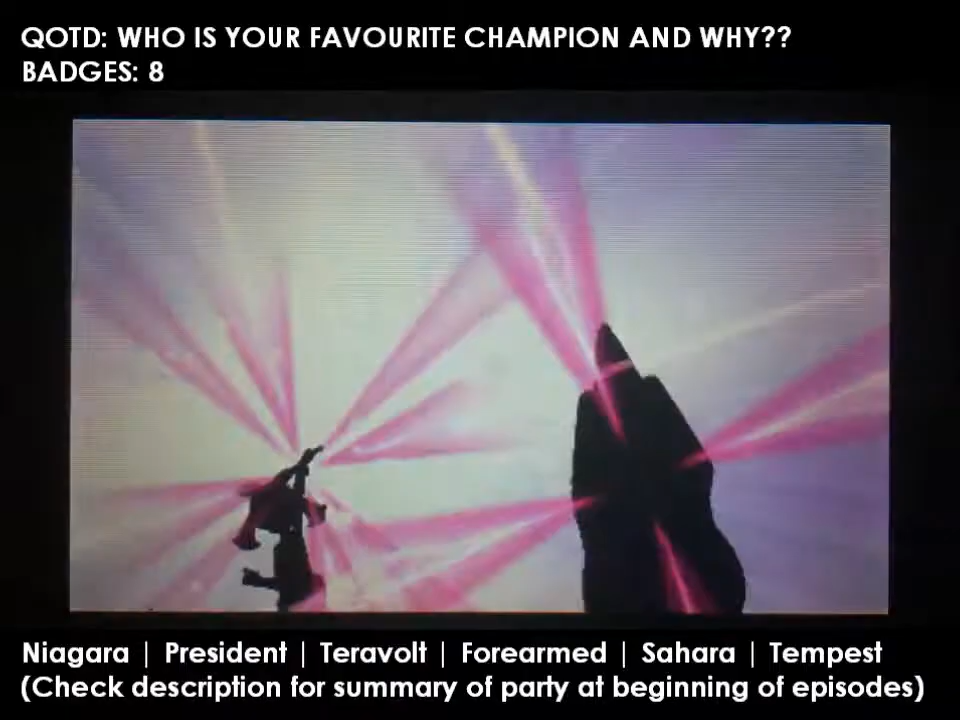 QOTD: WHO IS YOUR FAVOURITE CHAMPION AND WHY??
BADGES: 8
Niagara | President | Teravolt | Forearmed | Sahara | Tempest
(Check description for summary of party at beginning of episodes)